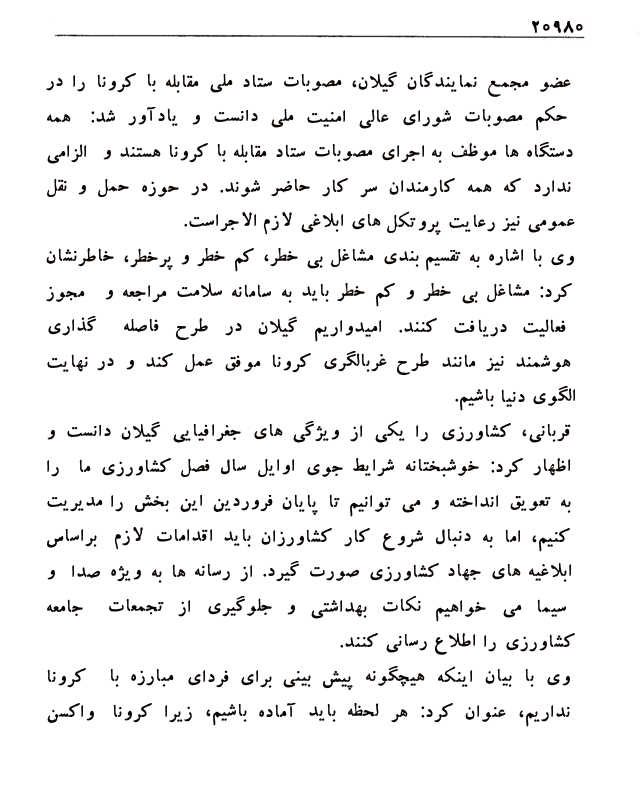 ۲۰۹۸۰
عضو مجمع نمایندگان گیلان، مصوبات ستاد ملی مقابله با کرونا را در
حکم مصوبات شورای عالی امنیت ملی دانست و یادآور شد: همه
دستگاه ها موظف به اجرای مصوبات ستاد مقابله با کرونا هستند و الزامی
ندارد که همه کارمندان سر کار حاضر شوند. در حوزه حمل و نقل
عمومی نیز رعایت پروتکل های ابلاغی لازم الاجراست.
وی با اشاره به تقسیم بندی مشاغل بی خطر، کم خطر و پرخطر، خاطرنشان
کرد: مشاغل بی خطر و کم خطر باید به سامانه سلامت مراجعه و مجوز
فعالیت دریافت کنند. امیدواریم گیلان در طرح فاصله گذاری
هوشمند نیز مانند طرح غربالگری کرونا موفق عمل کند و در نهایت
الگوی دنیا باشیم.
قربانی، کشاورزی را یکی از ویژگی های جغرافیایی گیلان دانست و
اظهار کرد: خوشبختانه شرایط جوی اوایل سال فصل کشاورزی ما را
به تعویق انداخته و می توانیم تا پایان فروردین این بخش را مدیریت
کنیم، اما به دنبال شروع کار کشاورزان باید اقدامات لازم براساس
ابلاغیه های جهاد کشاورزی صورت گیرد. از رسانه ها به ویژه صدا و
سیما می خواهیم نکات بهداشتی و جلوگیری از تجمعات جامعه
کشاورزی را اطلاع رسانی کنند.
وی با بیان اینکه هیچگونه پیش بینی برای فردای مبارزه با کرونا
نداریم، عنوان کرد: هر لحظه باید آماده باشیم، زیرا کرونا واکسن